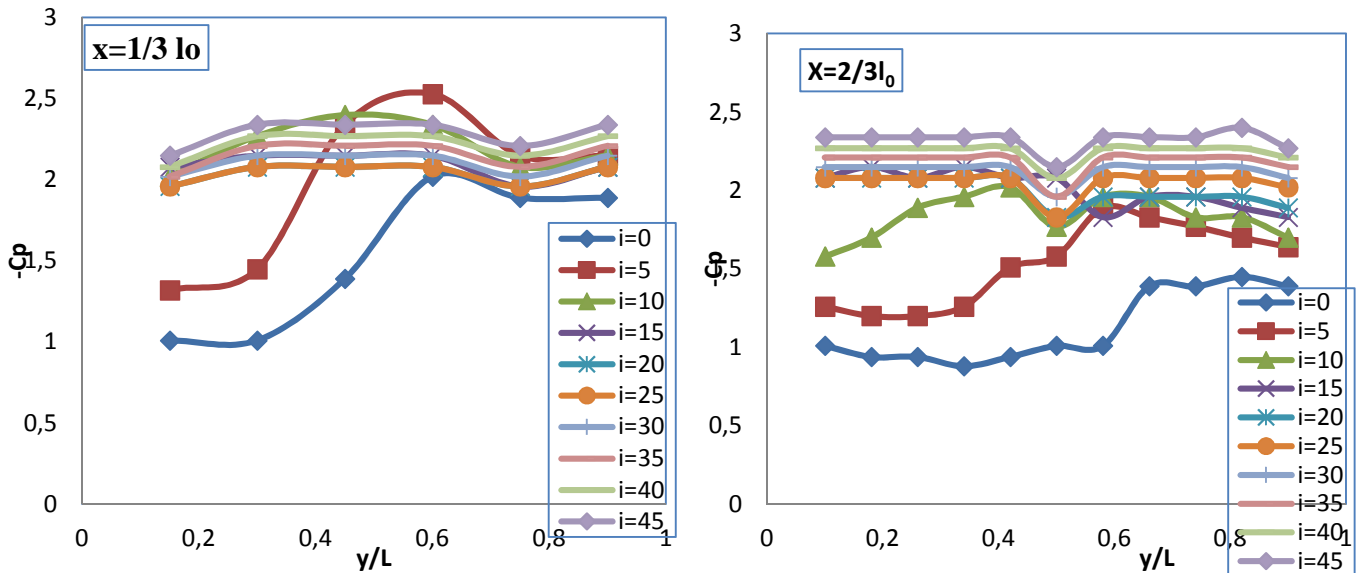 x=1/3 lo
3
2,5
2
1,5
1
0,5
0
-Cp
0
0,2
0,4
0,6
0,8
1
y/L
i=0
i=5
i=10
i=15
i=20
i=25
i=30
i=35
i=40
i=45
X=2/3l₀
3
2,5
2
1,5
1
0,5
0
-Cp
0
0,2
0,4
0,6
0,8
1
y/L
i=0
i=5
i=10
i=15
i=20
i=25
i=30
i=35
i=40
i=45